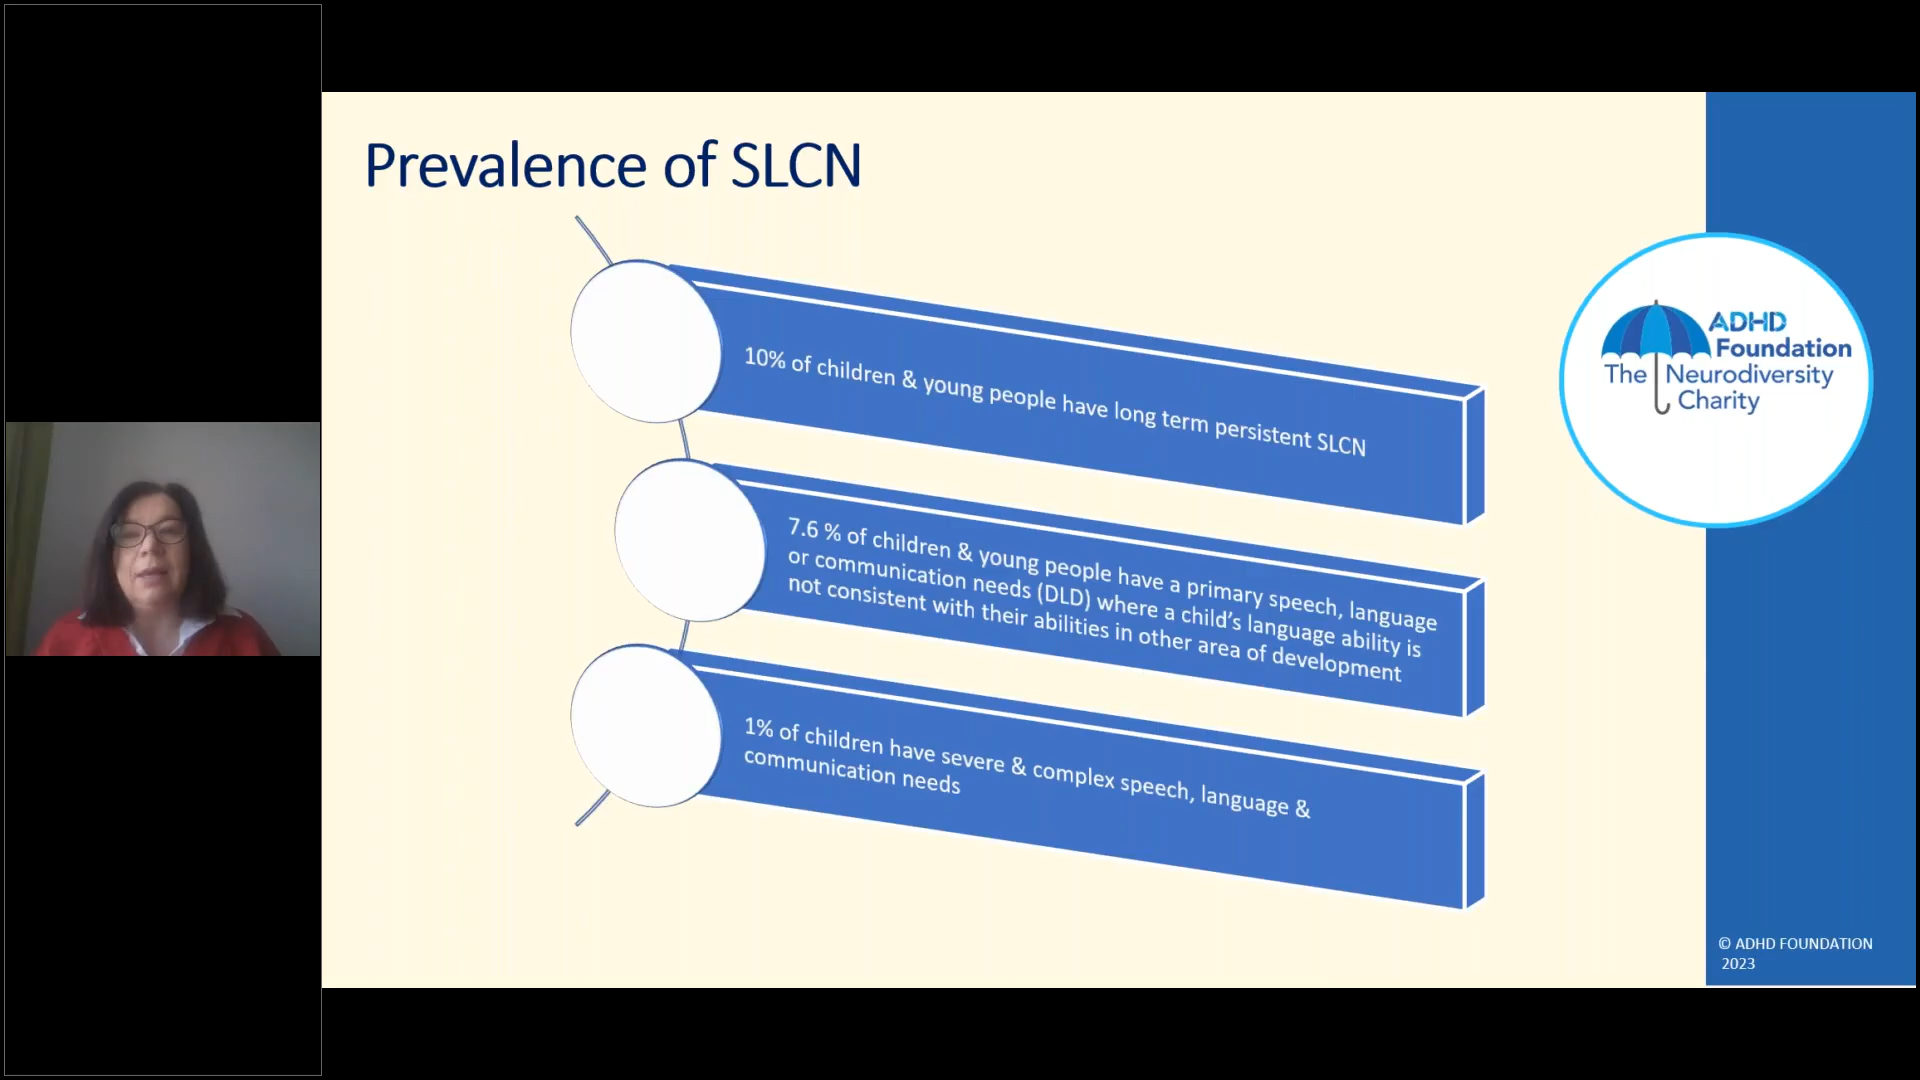 Prevalence of SLCN
10% of children & young people have long term persistent SLCN
7.6 % of children & young people have a primary speech, language
or communication needs (DLD) where a child's language ability is
not consistent with their abilities in other area of development
1% of children have severe & complex speech, language &
communication needs
ADHD
Foundation
The Neurodiversity
Charity
© ADHD FOUNDATION
2023